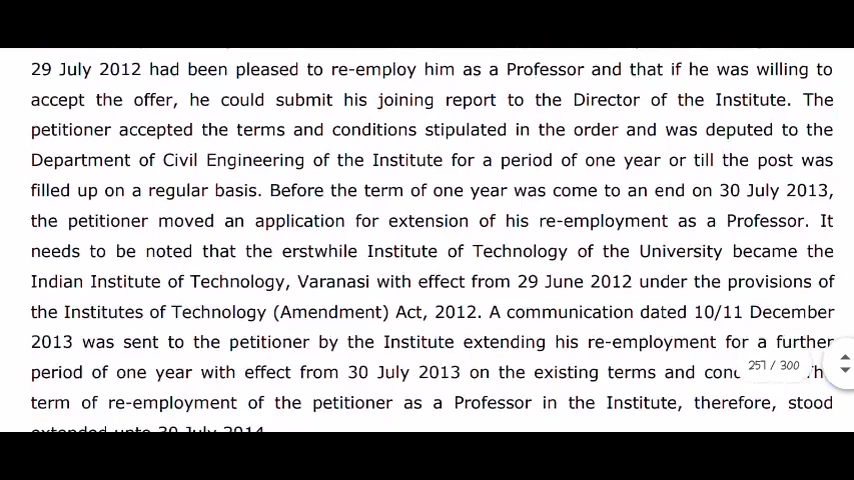 29 July 2012 had been pleased to re-employ him as a Professor and that if he was willing to
accept the offer, he could submit his joining report to the Director of the Institute. The
petitioner accepted the terms and conditions stipulated in the order and was deputed to the
Department of Civil Engineering of the Institute for a period of one year or till the post was
filled up on a regular basis. Before the term of one year was come to an end on 30 July 2013,
the petitioner moved an application for extension of his re-employment as a Professor. It
needs to be noted that the erstwhile Institute of Technology of the University became the
Indian Institute of Technology, Varanasi with effect from 29 June 2012 under the provisions of
the Institutes of Technology (Amendment) Act, 2012. A communication dated 10/11 December
2013 was sent to the petitioner by the Institute extending his re-employment for a further
period of one year with effect from 30 July 2013 on the existing terms and
251 / 300
term of re-employment of the petitioner as a Professor in the Institute, therefore, stood
extended upto 30 July 2014